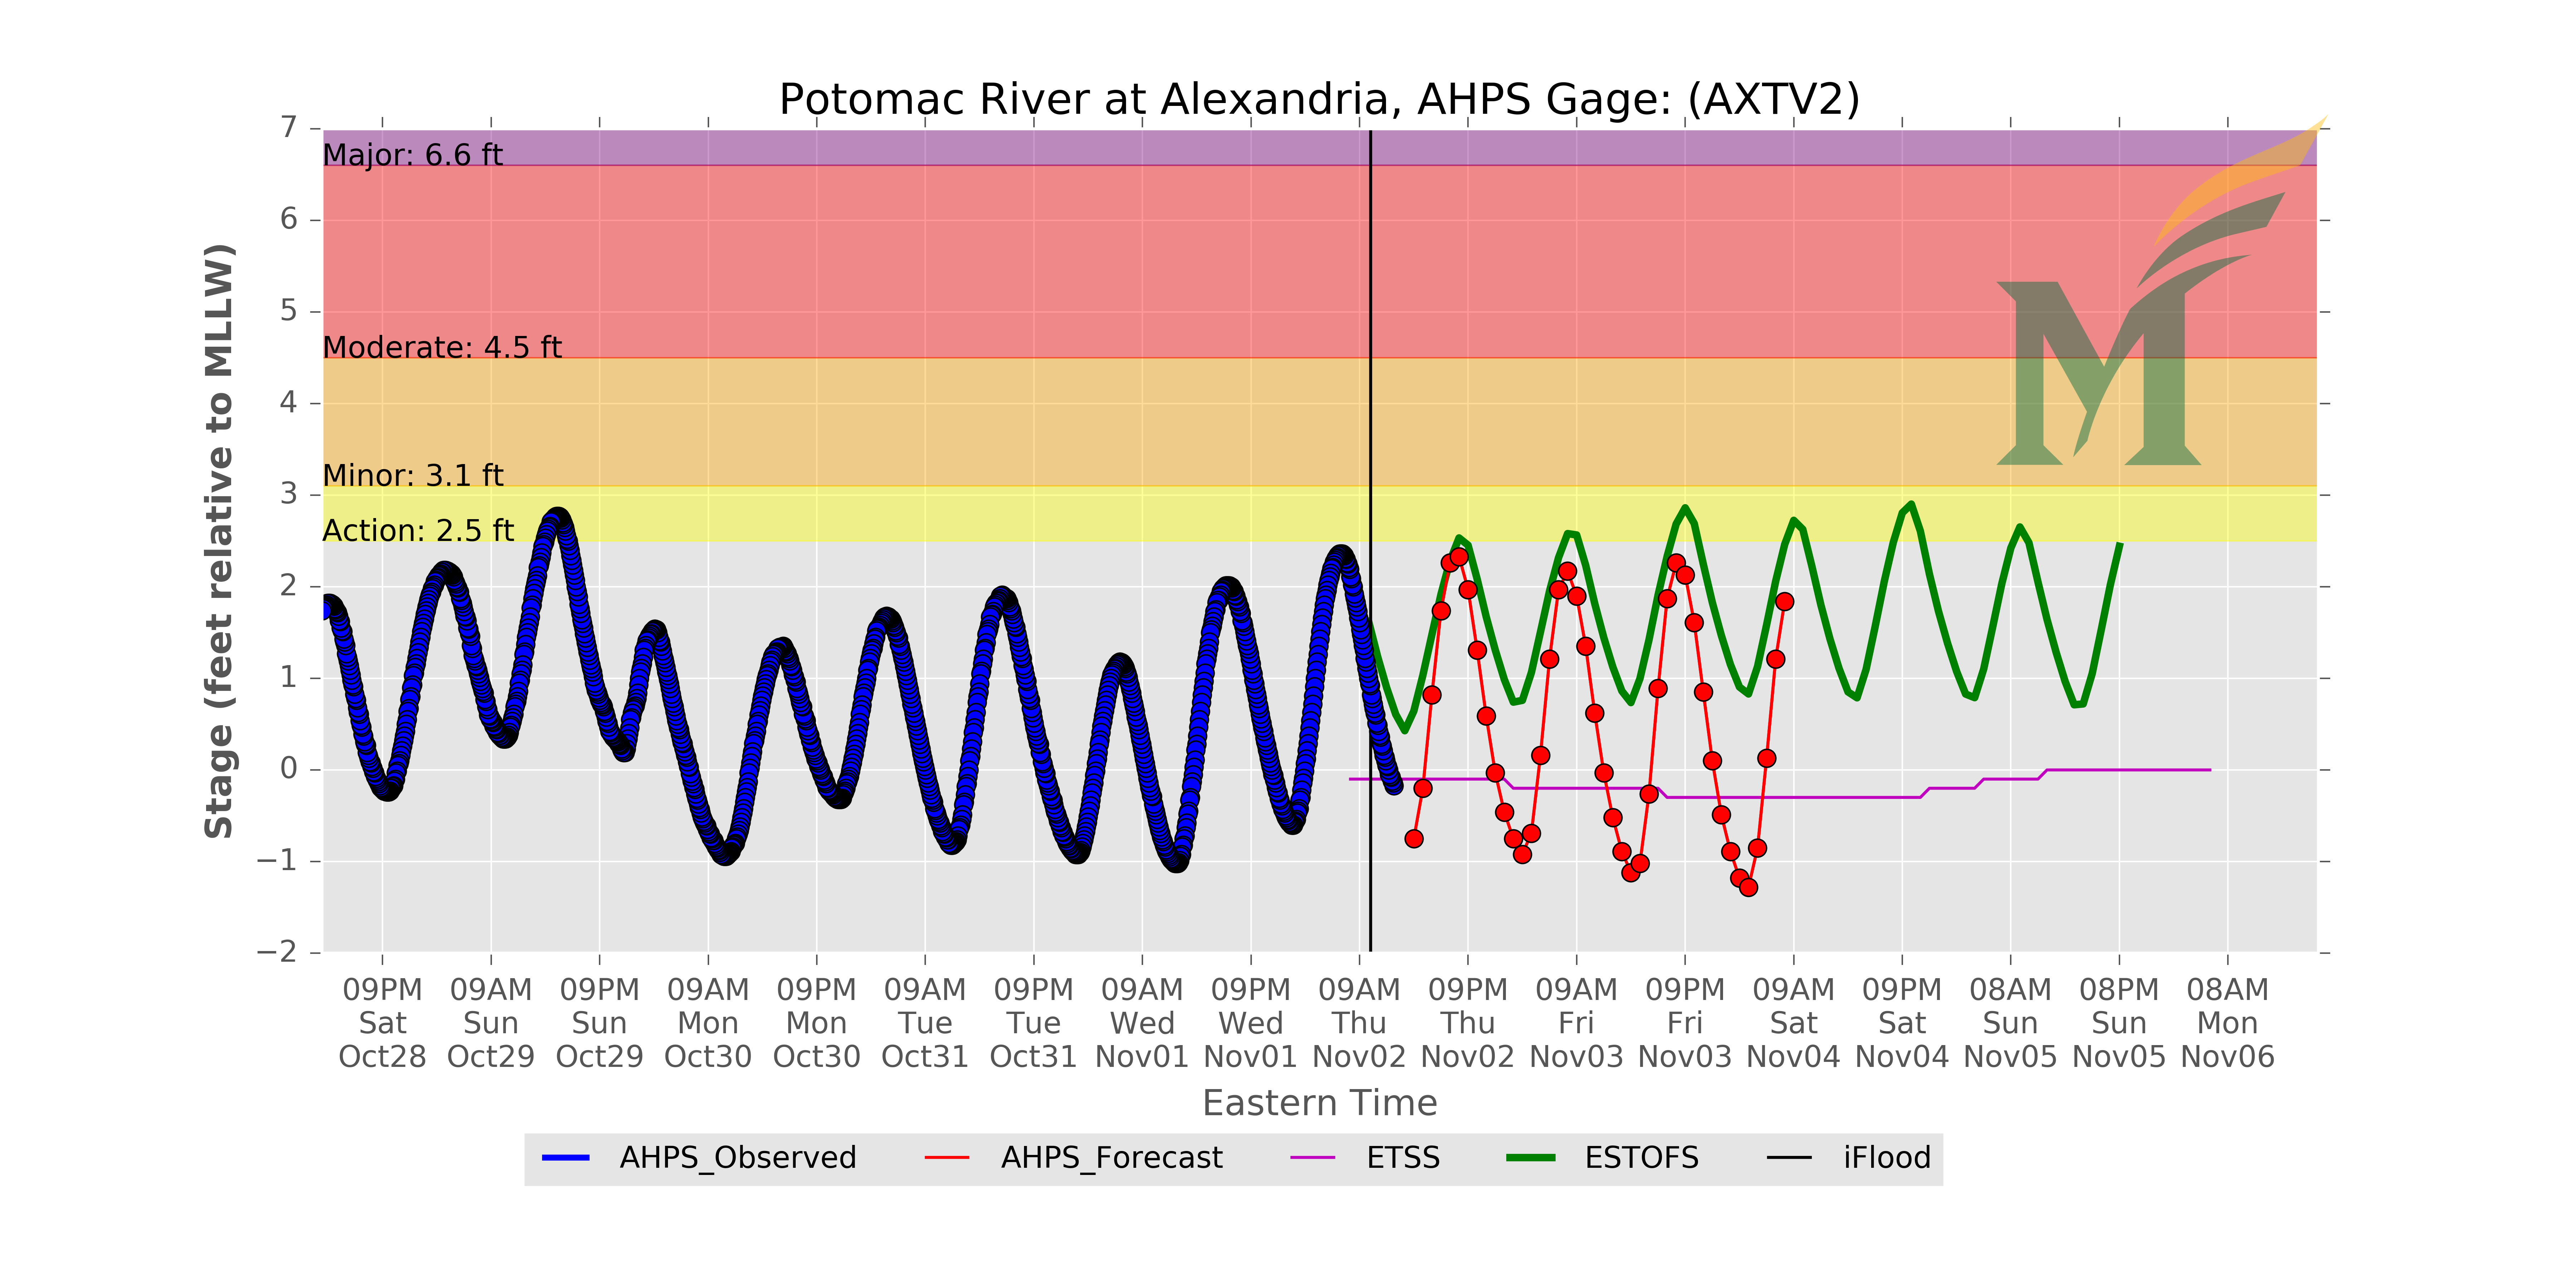 Potomac River at Alexandria, AHPS Gage: (AXTV2)
7
Major: 6.6 ft
6
5
Moderate: 4.5 ft
4
Minor: 3.1 ft
3
Action: 2.5 ft
2
1
0
−1
−2
Stage (feet relative to MLLW)
09PM 09AM 09PM 09AM 09PM 09AM 09PM 09AM 09PM 09AM 09PM 09AM 09PM 09AM 09PM 08AM 08PM 08AM
Sat Sun Sun Mon Mon Tue Tue Wed Wed Thu Thu Fri Fri Sat Sat Sun Sun Mon
Oct28 Oct29 Oct29 Oct30 Oct30 Oct31 Oct31 Nov01 Nov01 Nov02 Nov02 Nov03 Nov03 Nov04 Nov04 Nov05 Nov05 Nov06
Eastern Time
AHPS_Observed AHPS_Forecast ETSS ESTOFS iFlood
M